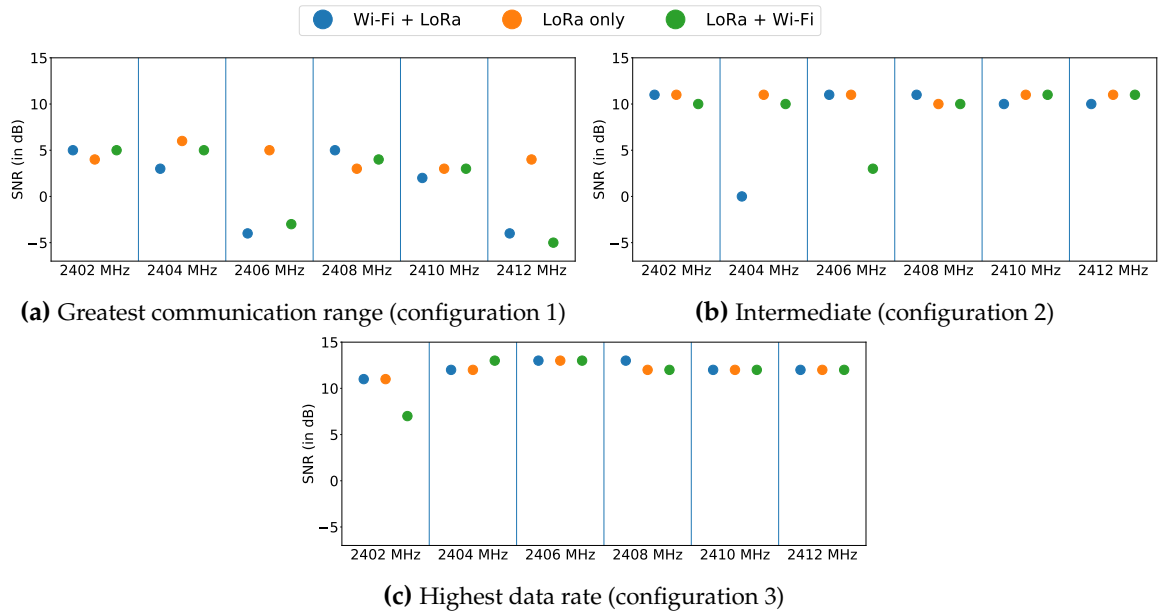 Wi-Fi + LoRa LoRa only LoRa + Wi-Fi
15
10
5
0
−5
SNR (in dB)
2402 MHz 2404 MHz 2406 MHz 2408 MHz 2410 MHz 2412 MHz
(a) Greatest communication range (configuration 1)
15
10
5
0
−5
SNR (in dB)
2402 MHz 2404 MHz 2406 MHz 2408 MHz 2410 MHz 2412 MHz
(b) Intermediate (configuration 2)
15
10
5
0
−5
SNR (in dB)
2402 MHz 2404 MHz 2406 MHz 2408 MHz 2410 MHz 2412 MHz
(c) Highest data rate (configuration 3)